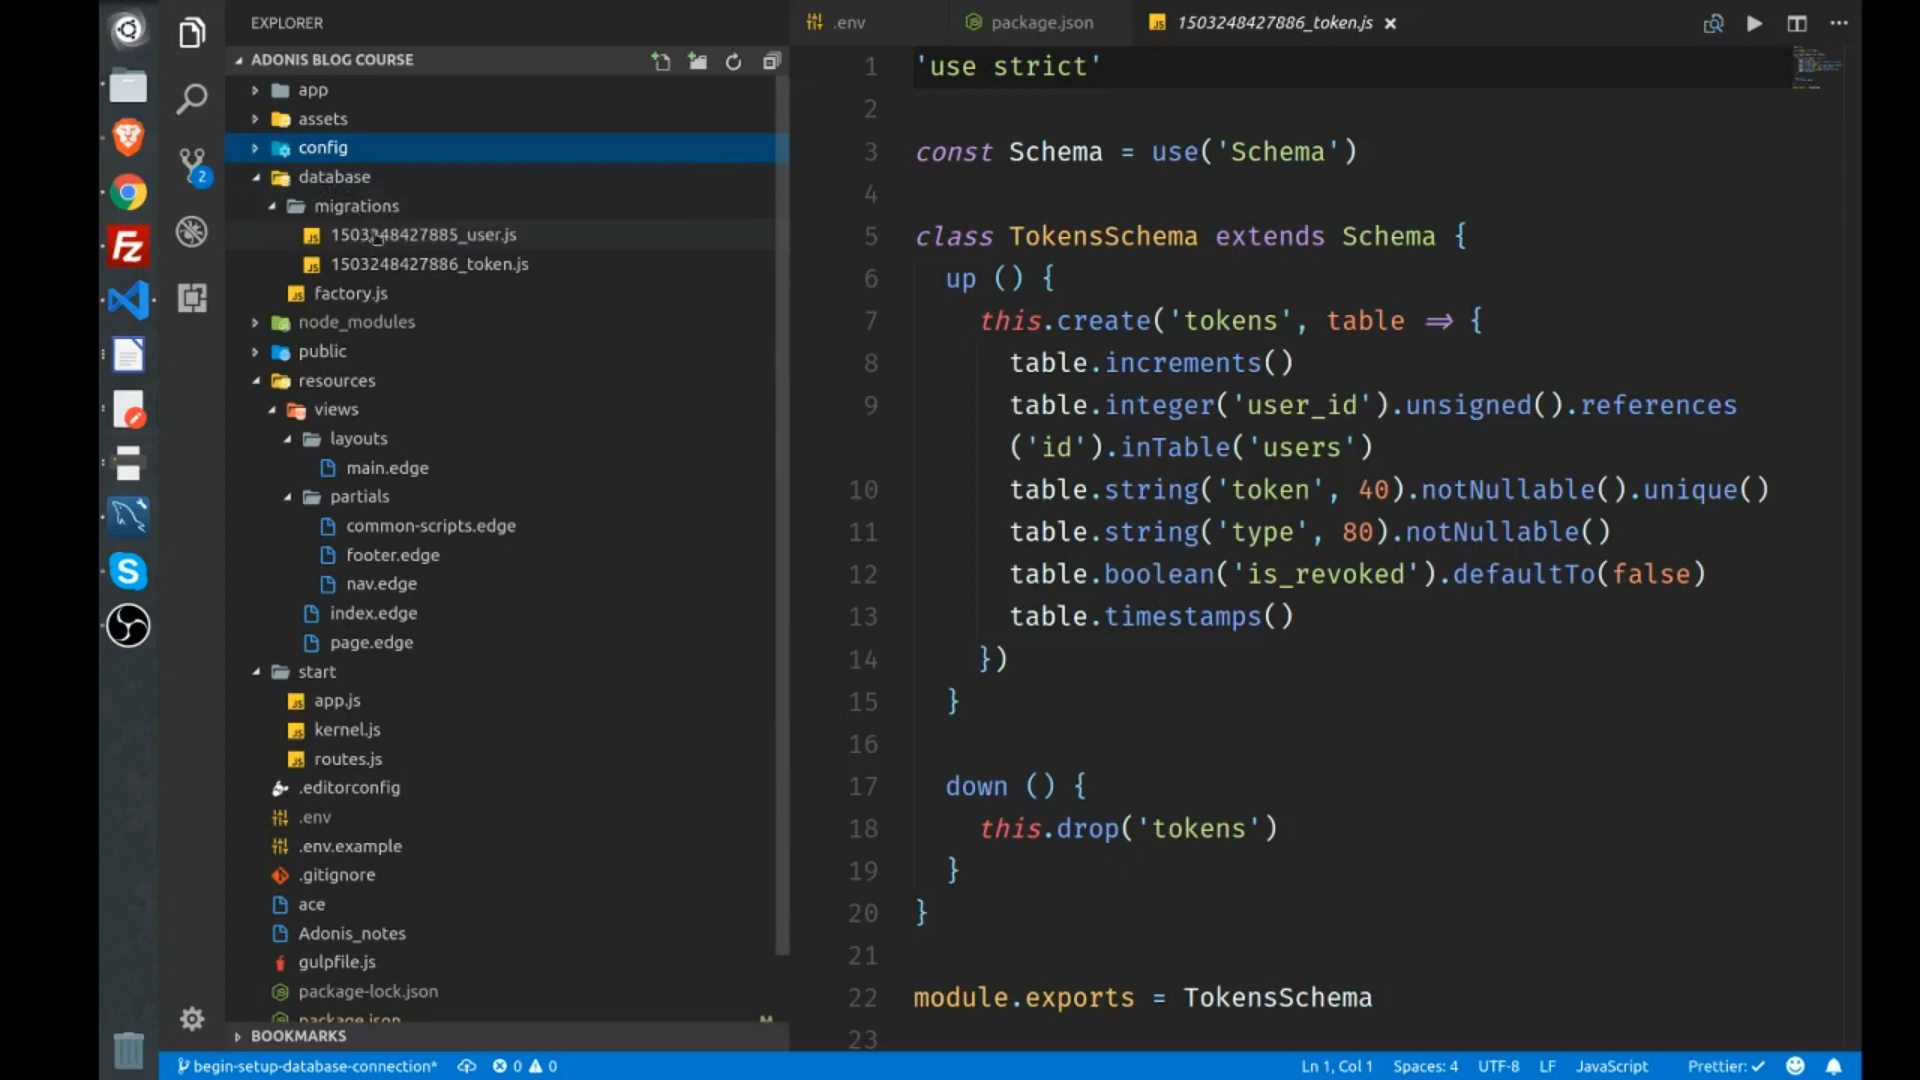 EXPLORER
ADONIS BLOG COURSE
app
assets
config
database
migrations
1503248427885_user.js
1503248427886_token.js
factory.js
node_modules
public
resources
views
layouts
main.edge
partials
common-scripts.edge
footer.edge
nav.edge
index.edge
page.edge
start
app.js
kernel.js
routes.js
.editorconfig
.env
.env.example
.gitignore
ace
Adonis_notes
gulpfile.js
package-lock.json
package.json
M
BOOKMARKS
2
.env
package.json
1503248427886_token.js
1 'use strict'
2
3 const Schema = use('Schema')
4
5 class TokensSchema extends Schema {
6 up () {
7 this.create('tokens', table => {
8 table.increments()
9 table.integer('user_id').unsigned().references
('id').inTable('users')
10 table.string('token', 40).notNullable().unique()
11 table.string('type', 80).notNullable()
12 table.boolean('is_revoked').defaultTo(false)
13 table.timestamps()
14 })
15 }
16
17 down () {
18 this.drop('tokens')
19 }
20 }
21
22 module.exports = TokensSchema
23
begin-setup-database-connection* 0 0
Ln 1, Col 1 Spaces: 4 UTF-8 LF JavaScript Prettier: ✓